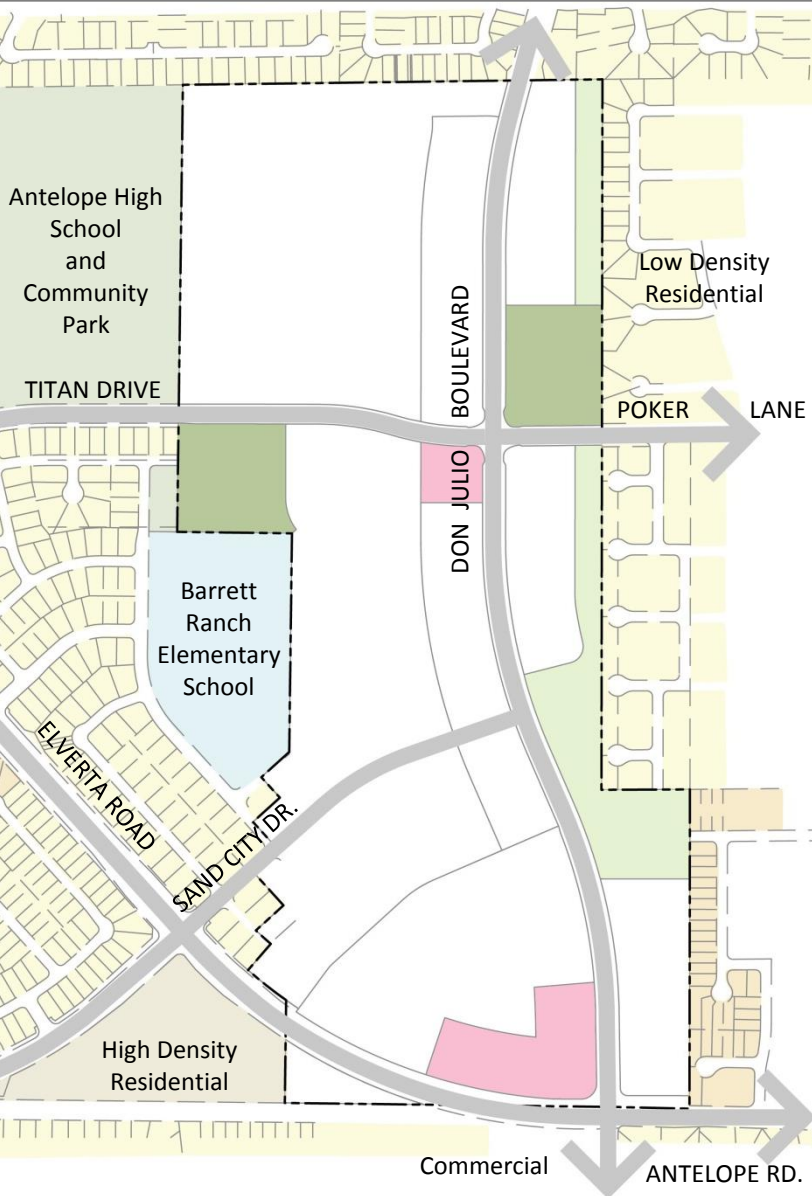 Antelope High
School
and
Community
Park
Low Density
Residential
DON JULIO BOULEVARD
TITAN DRIVE
POKER LANE
Barrett
Ranch
Elementary
School
ELVERTA ROAD
SAND CITY DR.
High Density
Residential
Commercial
ANTELOPE RD.